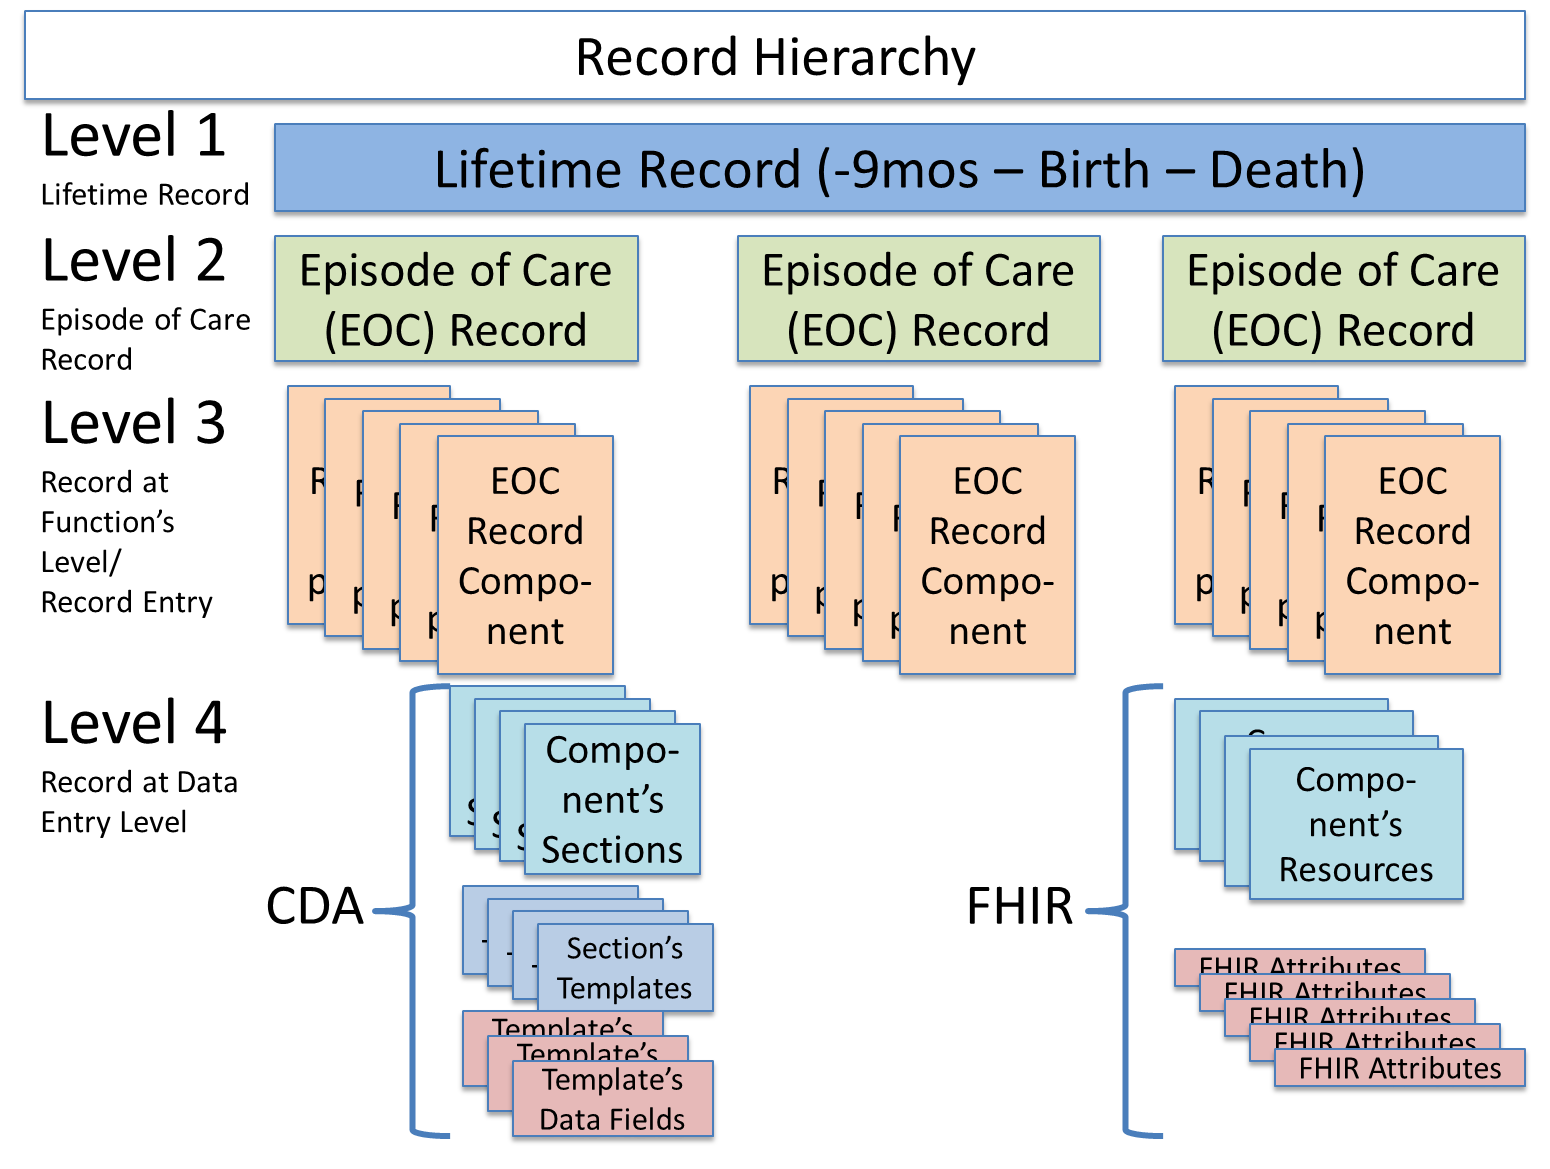 Record Hierarchy
Level 1
Lifetime Record
Lifetime Record (-9mos – Birth – Death)
Level 2
Episode of Care
Record
Episode of Care
(EOC) Record
Episode of Care
(EOC) Record
Episode of Care
(EOC) Record
Level 3
Record at
Function’s
Level/
Record Entry
EOC
Record
Compo-
nent
EOC
Record
Compo-
nent
EOC
Record
Compo-
nent
Level 4
Record at Data
Entry Level
CDA
Compo-
nent’s
Sections
Section’s
Templates
Template’s
Template’s
Template’s
Data Fields
FHIR
Compo-
nent’s
Resources
FHIR Attributes
FHIR Attributes
FHIR Attributes
FHIR Attributes
FHIR Attributes